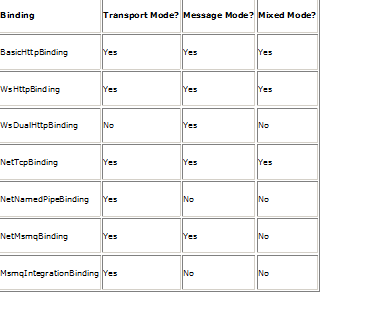 Binding Transport Mode? Message Mode? Mixed Mode?
BasicHttpBinding Yes Yes Yes
WsHttpBinding Yes Yes Yes
WsDualHttpBinding No Yes No
NetTcpBinding Yes Yes Yes
NetNamedPipeBinding Yes No No
NetMsmqBinding Yes Yes No
MsmqIntegrationBinding Yes No No